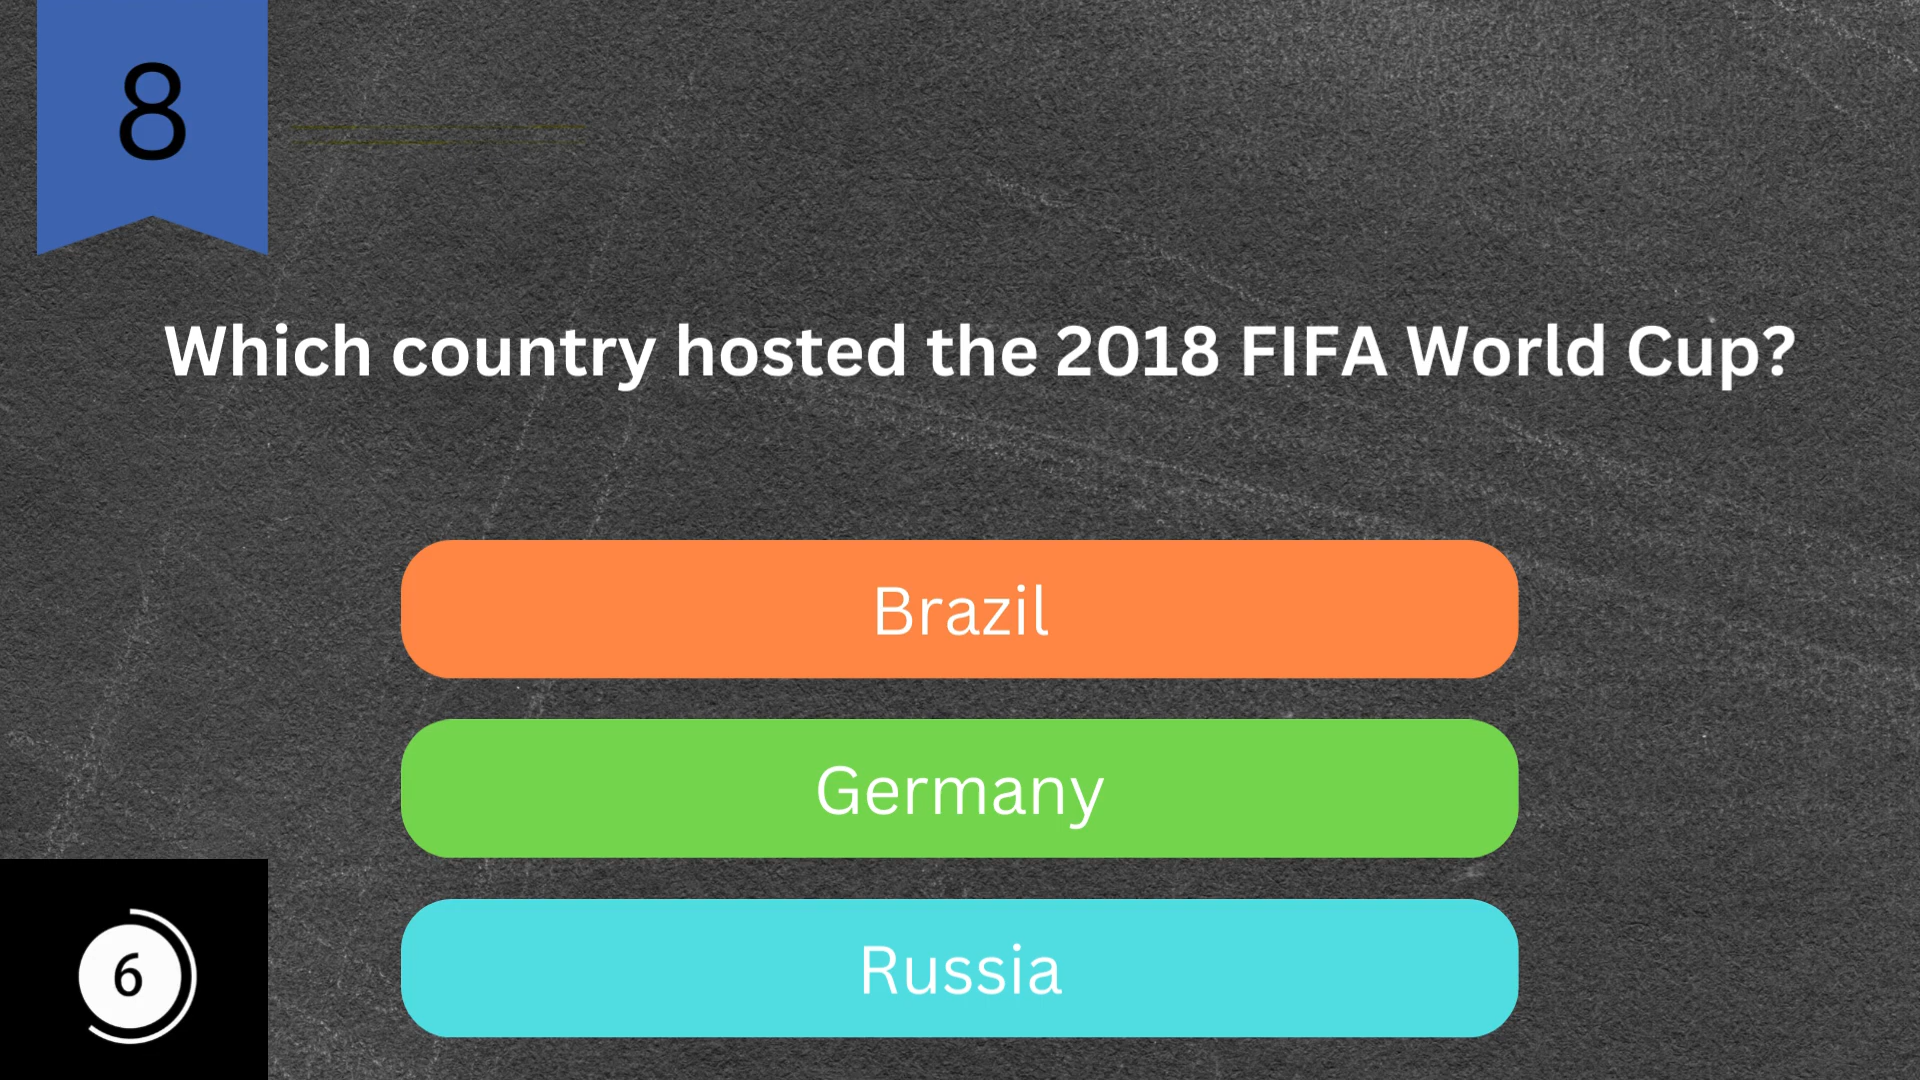 8
Which country hosted the 2018 FIFA World Cup?
Brazil
Germany
Russia
6